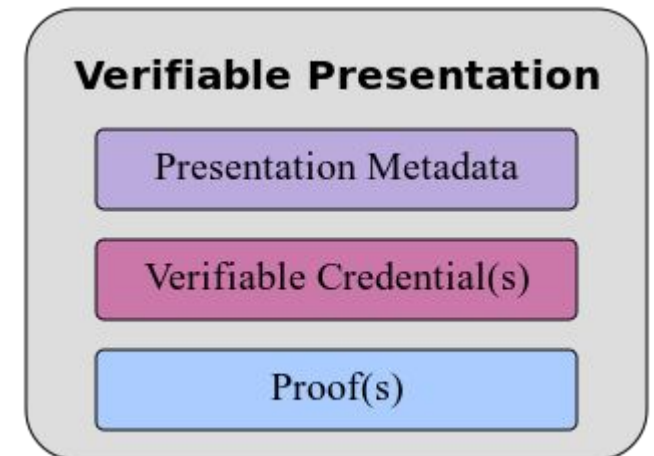 Verifiable Presentation
Presentation Metadata
Verifiable Credential(s)
Proof(s)